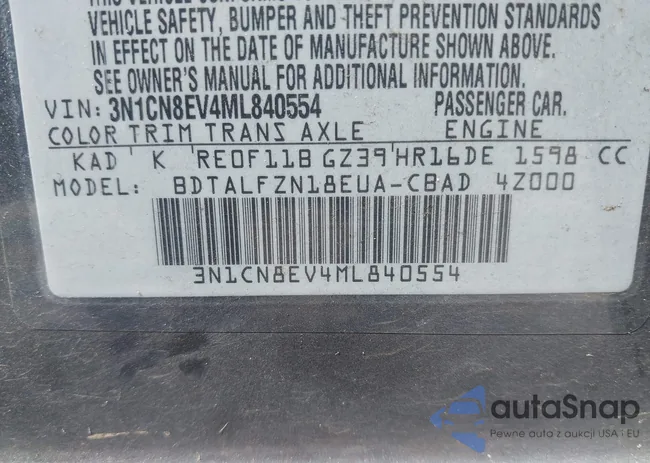 VEHICLE SAFETY, BUMPER AND THEFT PREVENTION STANDARDS
IN EFFECT ON THE DATE OF MANUFACTURE SHOWN ABOVE.
SEE OWNER'S MANUAL FOR ADDITIONAL INFORMATION.
VIN: 3N1CN8EV4ML840554 PASSENGER CAR.
COLOR TRIM TRANS AXLE ENGINE
KAD K RE0F11B GZ39 HR16DE 1598 CC
MODEL: BDTALFZN18EUA-CBAD 4Z000
3N1CN8EV4ML840554
autaSnap
Pewne auta z aukcji USA i EU